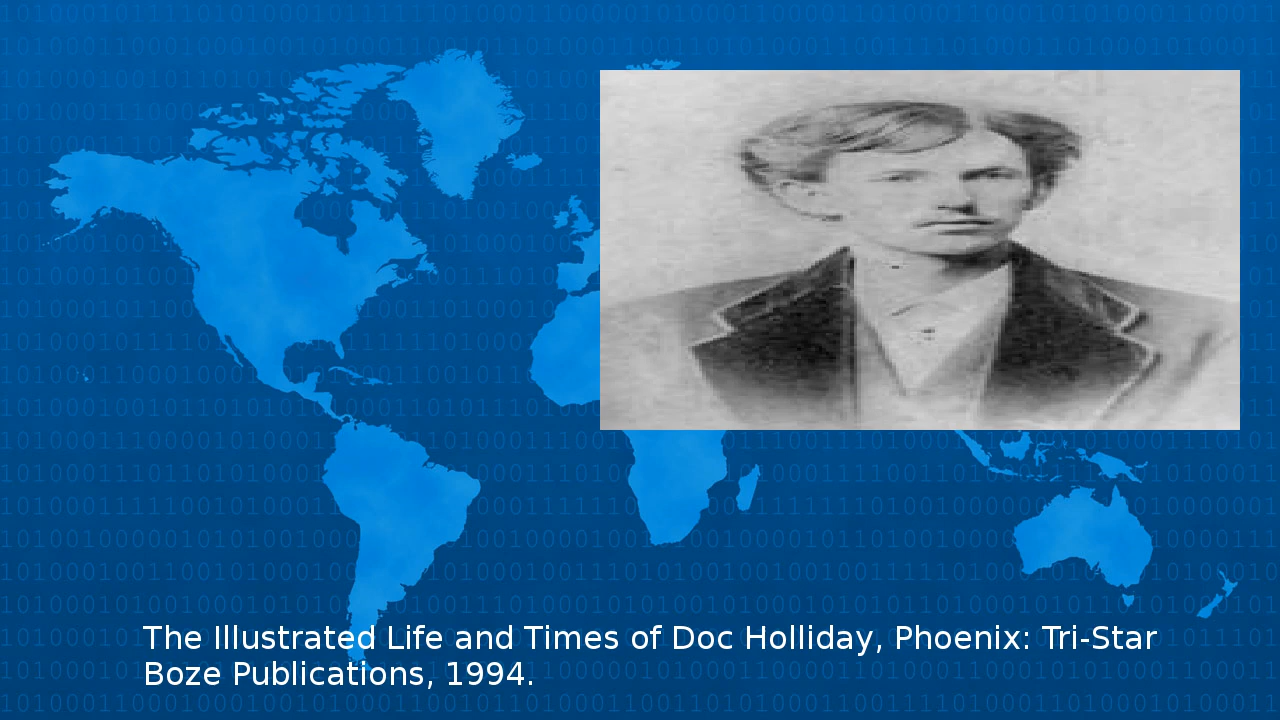 The Illustrated Life and Times of Doc Holliday, Phoenix: Tri-Star
Boze Publications, 1994.